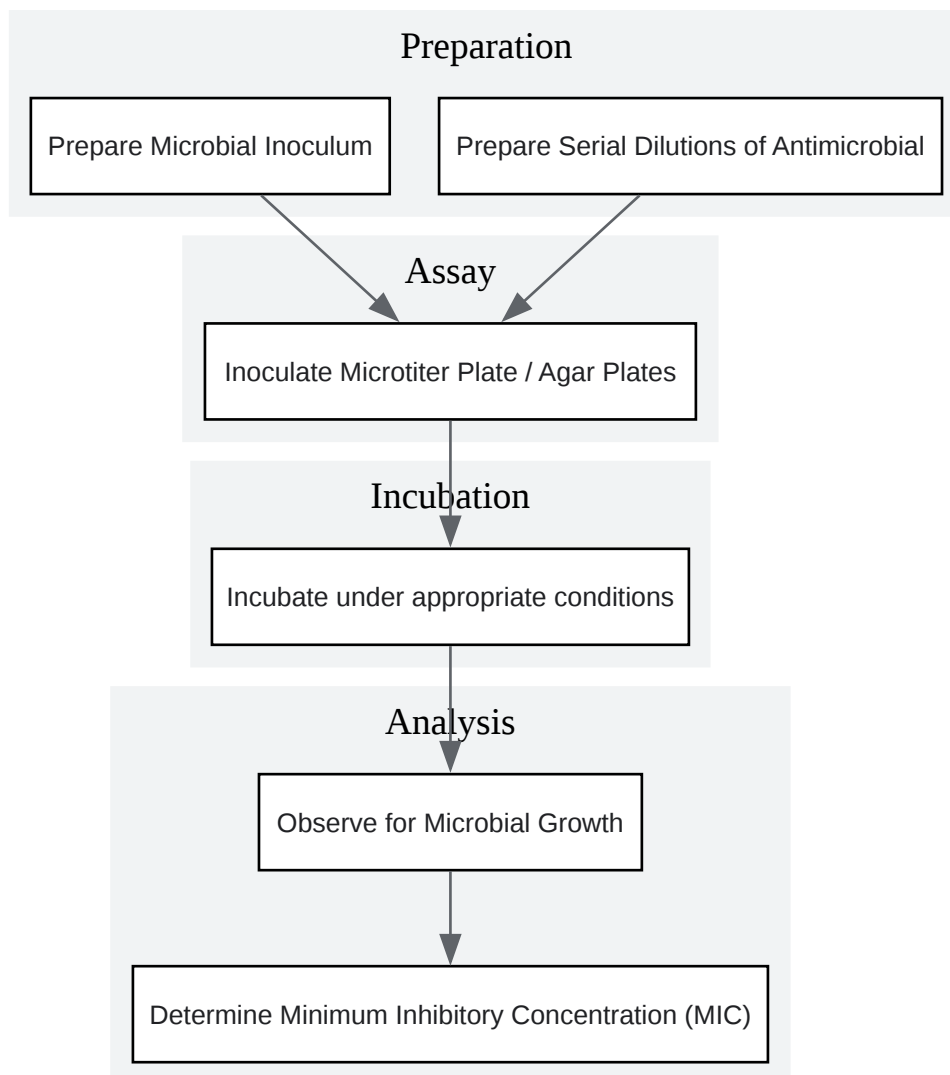 Preparation
Prepare Microbial Inoculum
Prepare Serial Dilutions of Antimicrobial
Assay
Inoculate Microtiter Plate / Agar Plates
Incubation
Incubate under appropriate conditions
Analysis
Observe for Microbial Growth
Determine Minimum Inhibitory Concentration (MIC)